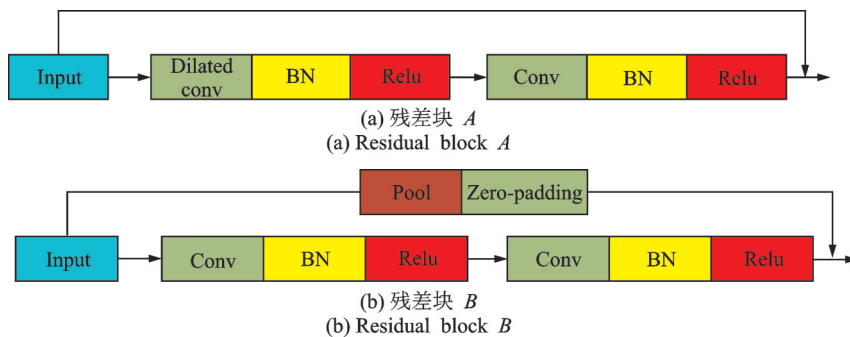 Input
Dilated
conv
BN
Relu
Conv
BN
Relu
(a) 残差块 A
(a) Residual block A
Pool
Zero-padding
Input
Conv
BN
Relu
Conv
BN
Relu
(b) 残差块 B
(b) Residual block B